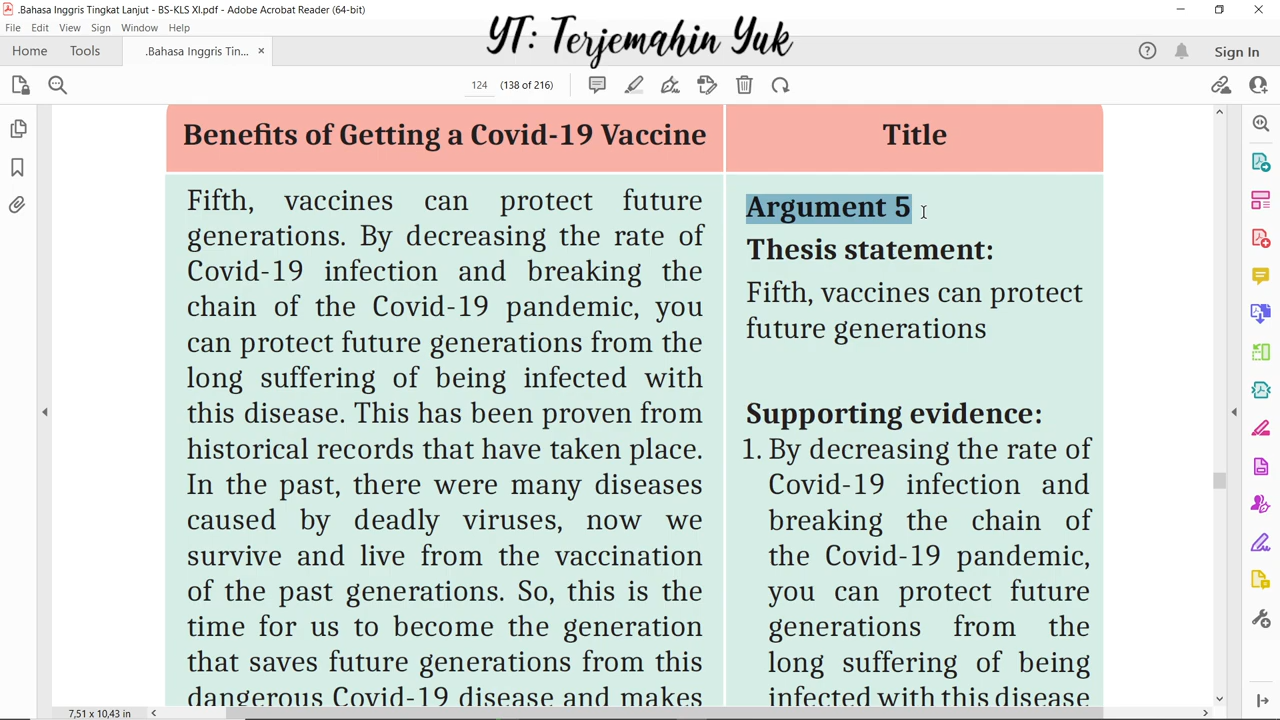 .Bahasa Inggris Tingkat Lanjut - BS-KLS XI.pdf - Adobe Acrobat Reader (64-bit)
File Edit View Sign Window Help
YT: Terjemahin Yuk
Home Tools .Bahasa Inggris Tin... × Sign In
124 (138 of 216)
Benefits of Getting a Covid-19 Vaccine
Title
Fifth, vaccines can protect future
generations. By decreasing the rate of
Covid-19 infection and breaking the
chain of the Covid-19 pandemic, you
can protect future generations from the
long suffering of being infected with
this disease. This has been proven from
historical records that have taken place.
In the past, there were many diseases
caused by deadly viruses, now we
survive and live from the vaccination
of the past generations. So, this is the
time for us to become the generation
that saves future generations from this
dangerous Covid-19 disease and makes
Argument 5
Thesis statement:
Fifth, vaccines can protect
future generations
Supporting evidence:
1. By decreasing the rate of
Covid-19 infection and
breaking the chain of
the Covid-19 pandemic,
you can protect future
generations from the
long suffering of being
infected with this disease
7,51 x 10,43 in